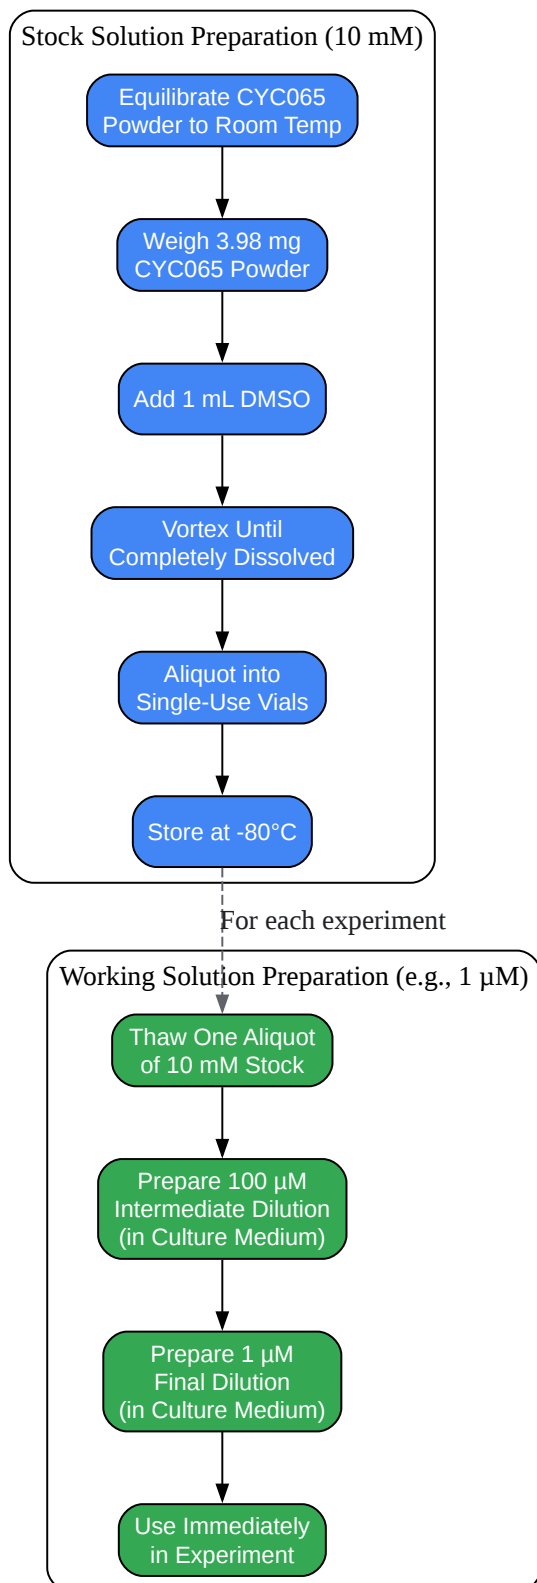 Stock Solution Preparation (10 mM)
Equilibrate CYC065
Powder to Room Temp
Weigh 3.98 mg
CYC065 Powder
Add 1 mL DMSO
Vortex Until
Completely Dissolved
Aliquot into
Single-Use Vials
Store at -80°C
For each experiment
Working Solution Preparation (e.g., 1 µM)
Thaw One Aliquot
of 10 mM Stock
Prepare 100 µM
Intermediate Dilution
(in Culture Medium)
Prepare 1 µM
Final Dilution
(in Culture Medium)
Use Immediately
in Experiment